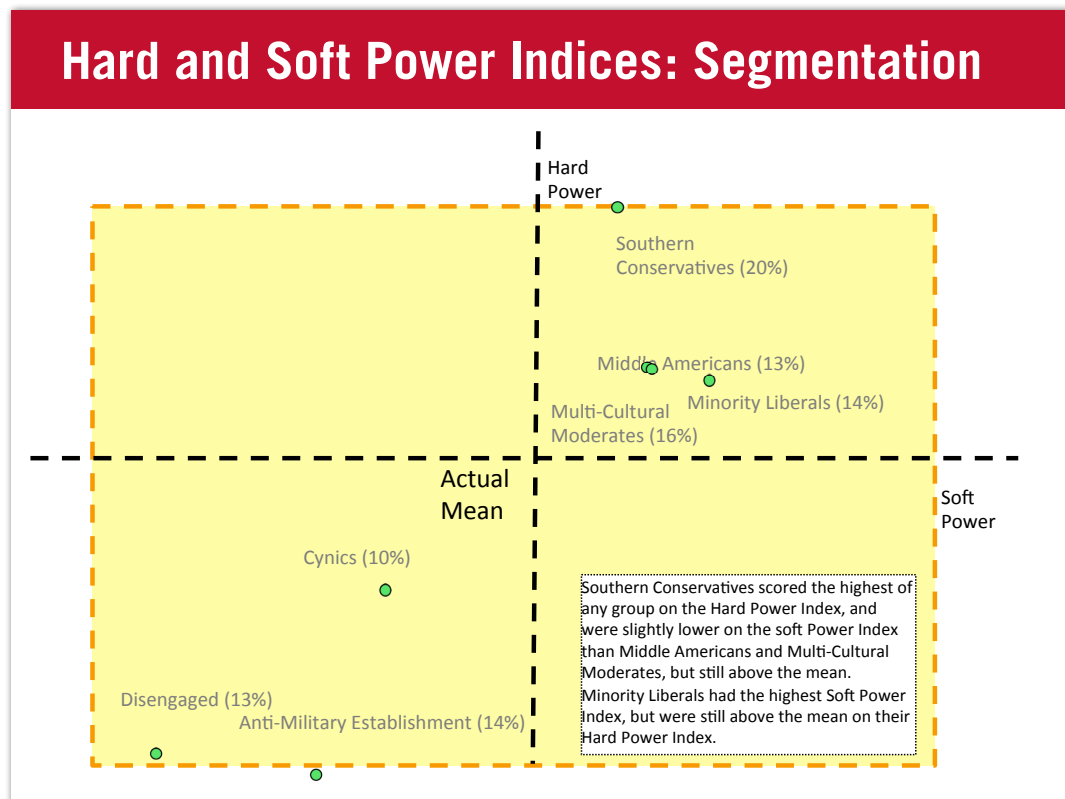 Hard and Soft Power Indices: Segmentation
Hard
Power
Southern
Conservatives (20%)
Middle Americans (13%)
Minority Liberals (14%)
Multi-Cultural
Moderates (16%)
Actual
Mean
Soft
Power
Cynics (10%)
Southern Conservatives scored the highest of
any group on the Hard Power Index, and
were slightly lower on the soft Power Index
than Middle Americans and Multi-Cultural
Moderates, but still above the mean.
Minority Liberals had the highest Soft Power
Index, but were still above the mean on their
Hard Power Index.
Disengaged (13%)
Anti-Military Establishment (14%)